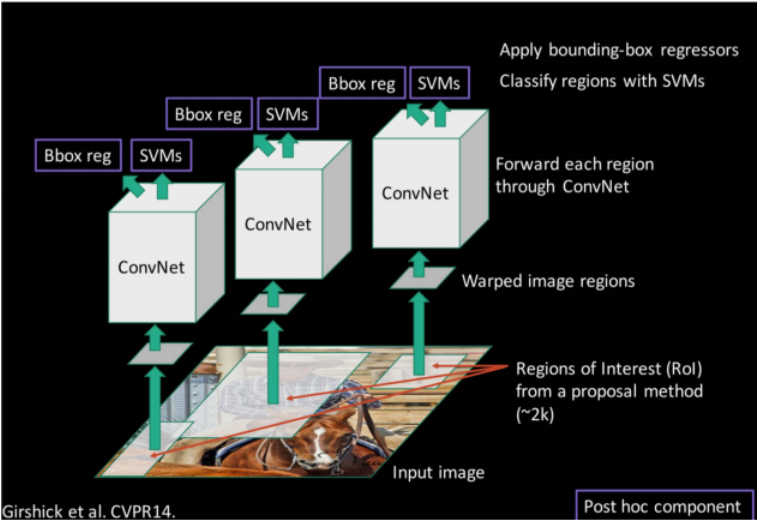 Apply bounding-box regressors
Bbox reg
SVMs
Classify regions with SVMs
Bbox reg
SVMs
Bbox reg
SVMs
Forward each region
through ConvNet
ConvNet
ConvNet
ConvNet
Warped image regions
Regions of Interest (RoI)
from a proposal method
(~2k)
Input image
Girshick et al. CVPR14.
Post hoc component